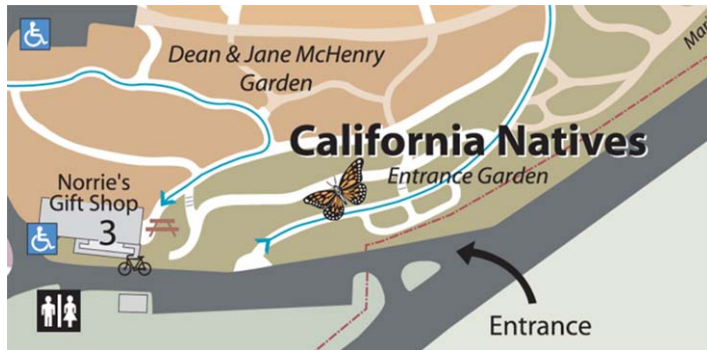 Dean & Jane McHenry
Garden
California Natives
Entrance Garden
Norrie's
Gift Shop
3
Entrance